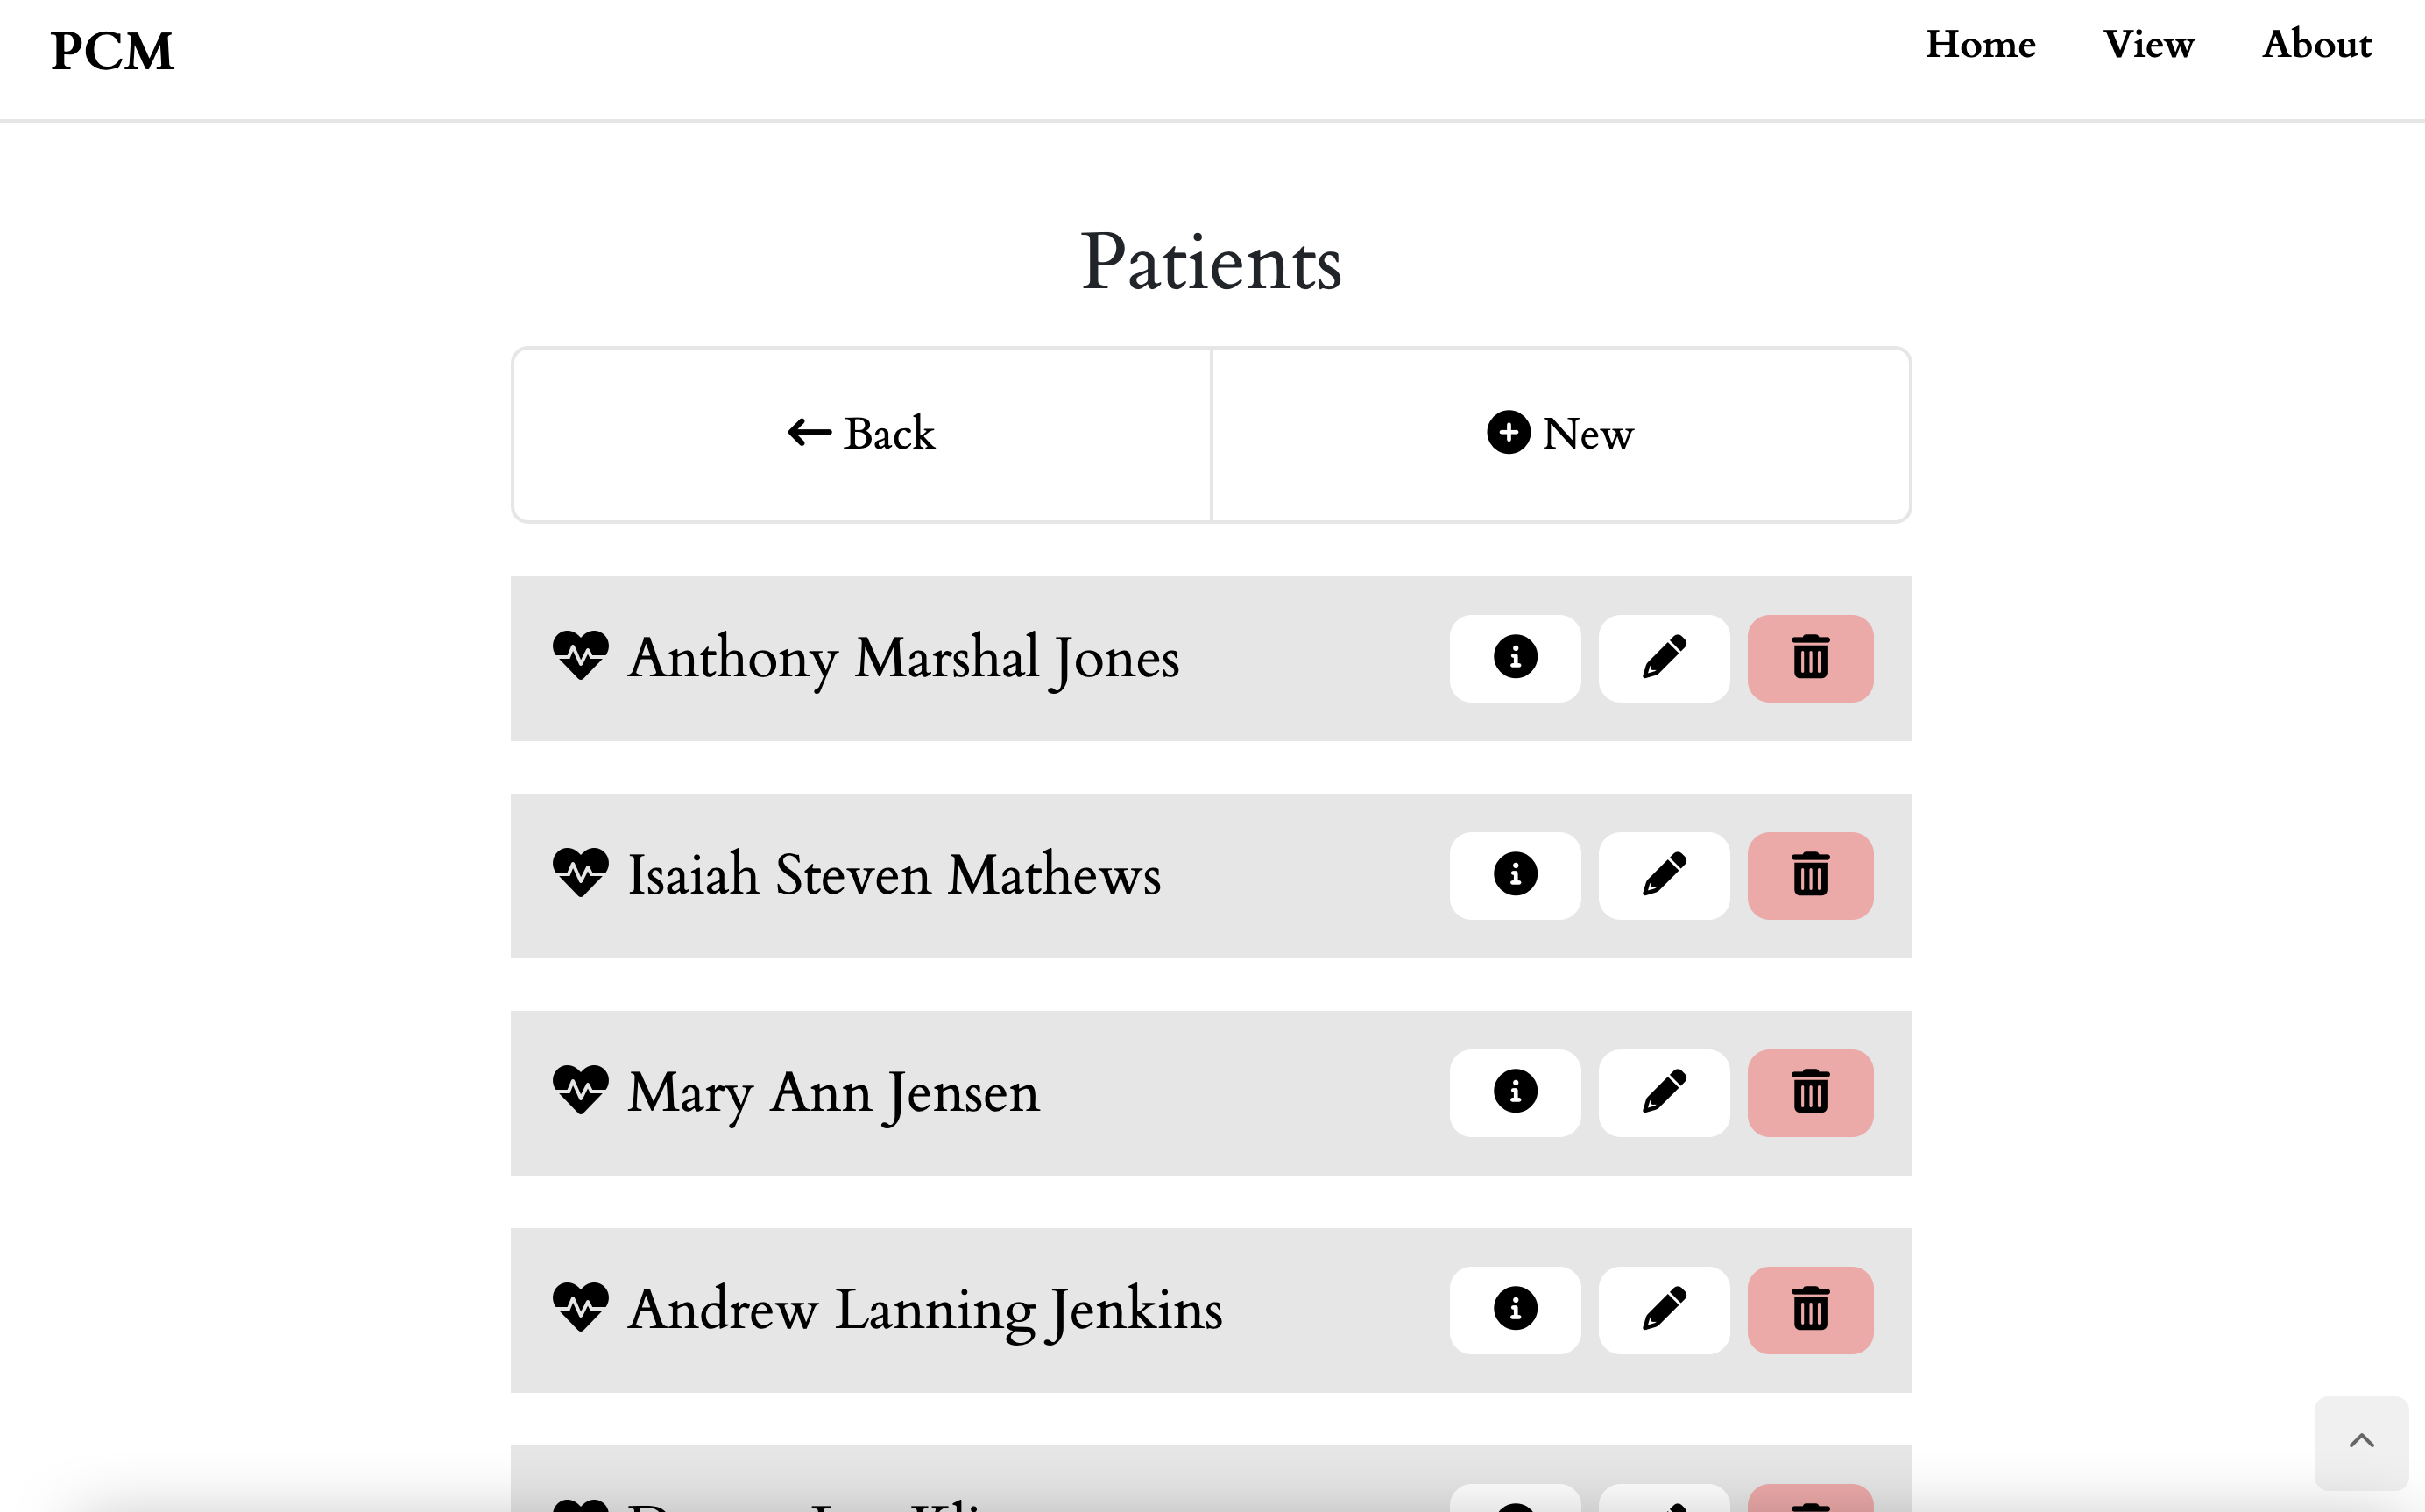 PCM
Home View About
Patients
Back
New
Anthony Marshal Jones
Isaiah Steven Mathews
Mary Ann Jensen
Andrew Lanning Jenkins